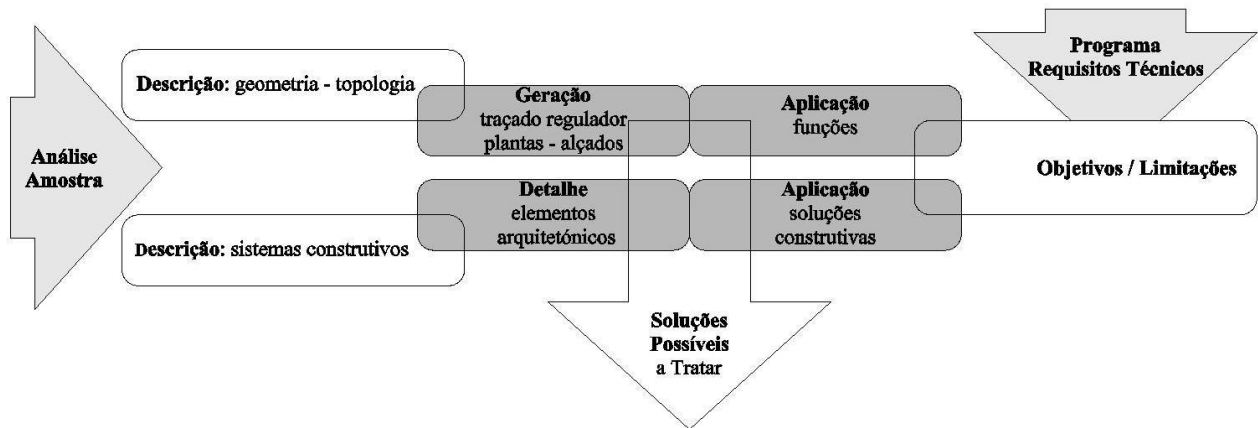 Análise
Amostra
Descrição: geometria - topologia
Descrição: sistemas construtivos
Geração
traçado regulador
plantas - alçados
Detalhe
elementos
arquitetónicos
Aplicação
funções
Aplicação
soluções
construtivas
Programa
Requisitos Técnicos
Objetivos / Limitações
Soluções
Possíveis
a Tratar